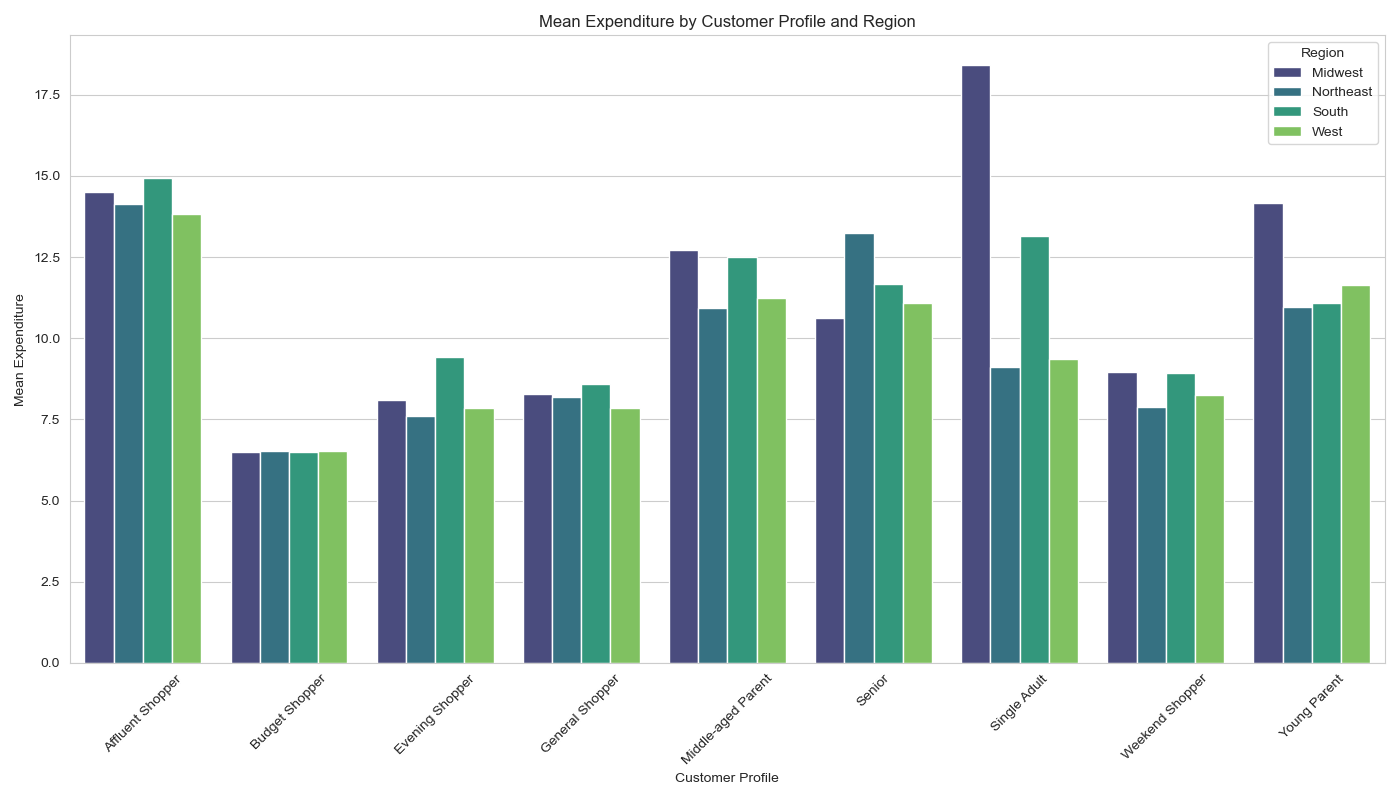 Mean Expenditure by Customer Profile and Region
Region
Midwest
Northeast
South
West
Mean Expenditure
17.5
15.0
12.5
10.0
7.5
5.0
2.5
0.0
Affluent Shopper
Budget Shopper
Evening Shopper
General Shopper
Middle-aged Parent
Senior
Single Adult
Weekend Shopper
Young Parent
Customer Profile